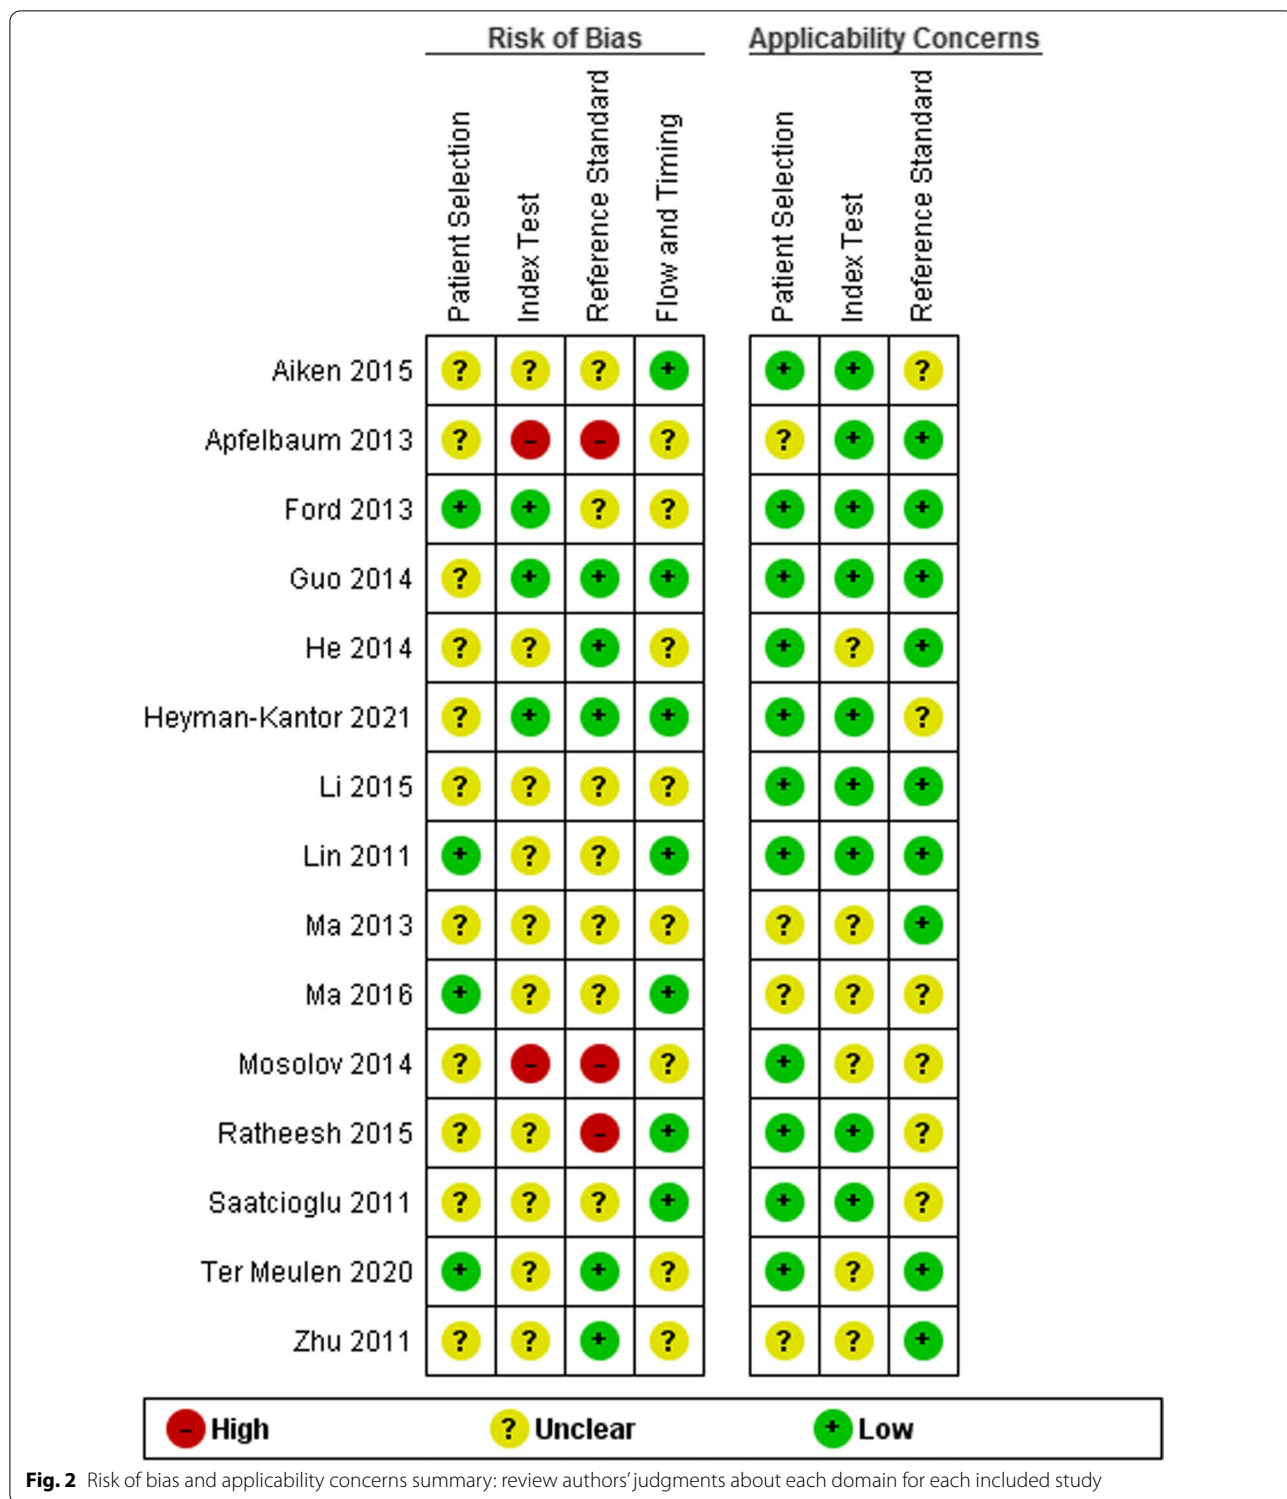 Risk of Bias Applicability Concerns
Patient Selection
Index Test
Reference Standard
Flow and Timing
Patient Selection
Index Test
Reference Standard
Aiken 2015 ? ? ? + + + ?
Apfelbaum 2013 ? - - ? ? + +
Ford 2013 + + ? ? + + +
Guo 2014 ? + + + + + +
He 2014 ? ? + ? + ? +
Heyman-Kantor 2021 ? + + + + + ?
Li 2015 ? ? ? ? + + +
Lin 2011 + ? ? + + + +
Ma 2013 ? ? ? ? ? ? +
Ma 2016 + ? ? + ? ? ?
Mosolov 2014 ? - - ? + ? ?
Ratheesh 2015 ? ? - + + + ?
Saatcioglu 2011 ? ? ? + + + ?
Ter Meulen 2020 + ? + ? + ? +
Zhu 2011 ? ? + ? ? ? +
- High ? Unclear + Low
Fig. 2 Risk of bias and applicability concerns summary: review authors' judgments about each domain for each included study